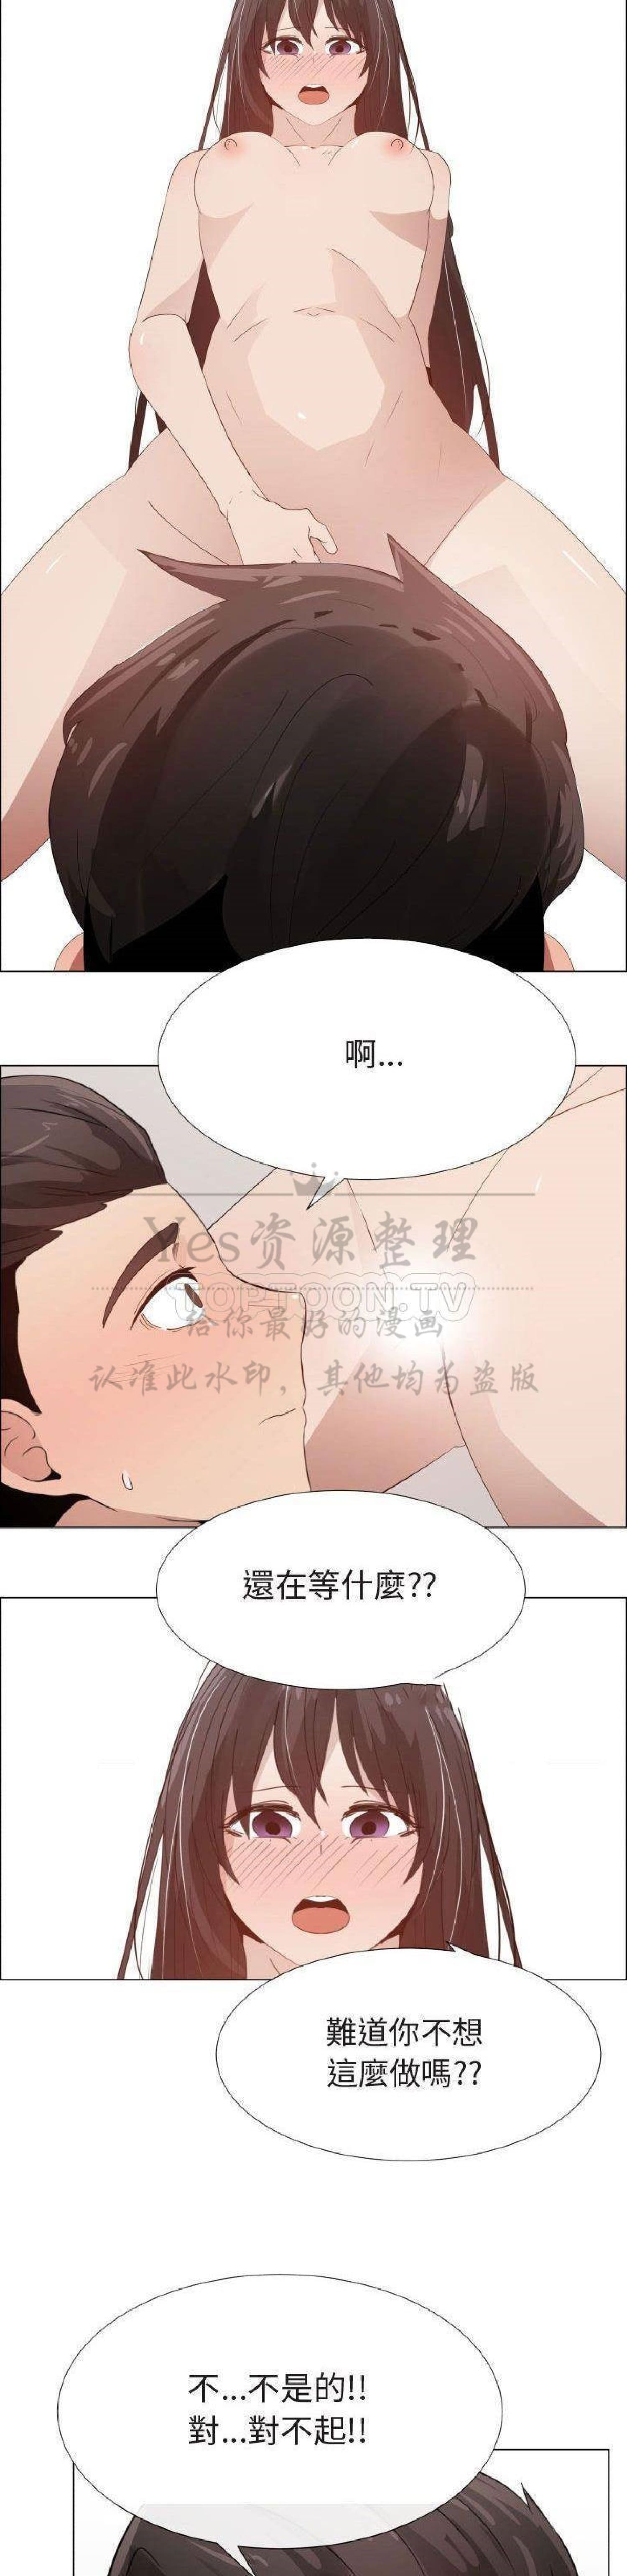 啊...
Yes资源整理
TOPTOON.TV
给你最好的漫画
认准此水印，其他均为盗版
還在等什麼??
難道你不想
這麼做嗎??
不...不是的!!
對...對不起!!